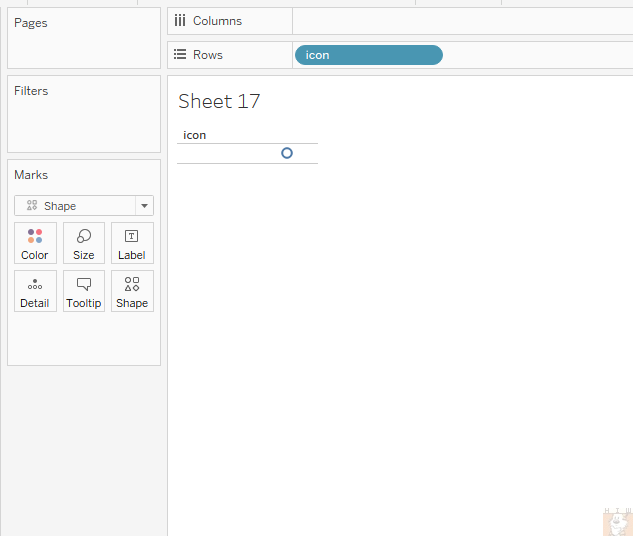 Pages
Columns
Rows
icon
Filters
Sheet 17
icon
Marks
Shape
Color
Size
T
Label
Detail
Tooltip
Shape